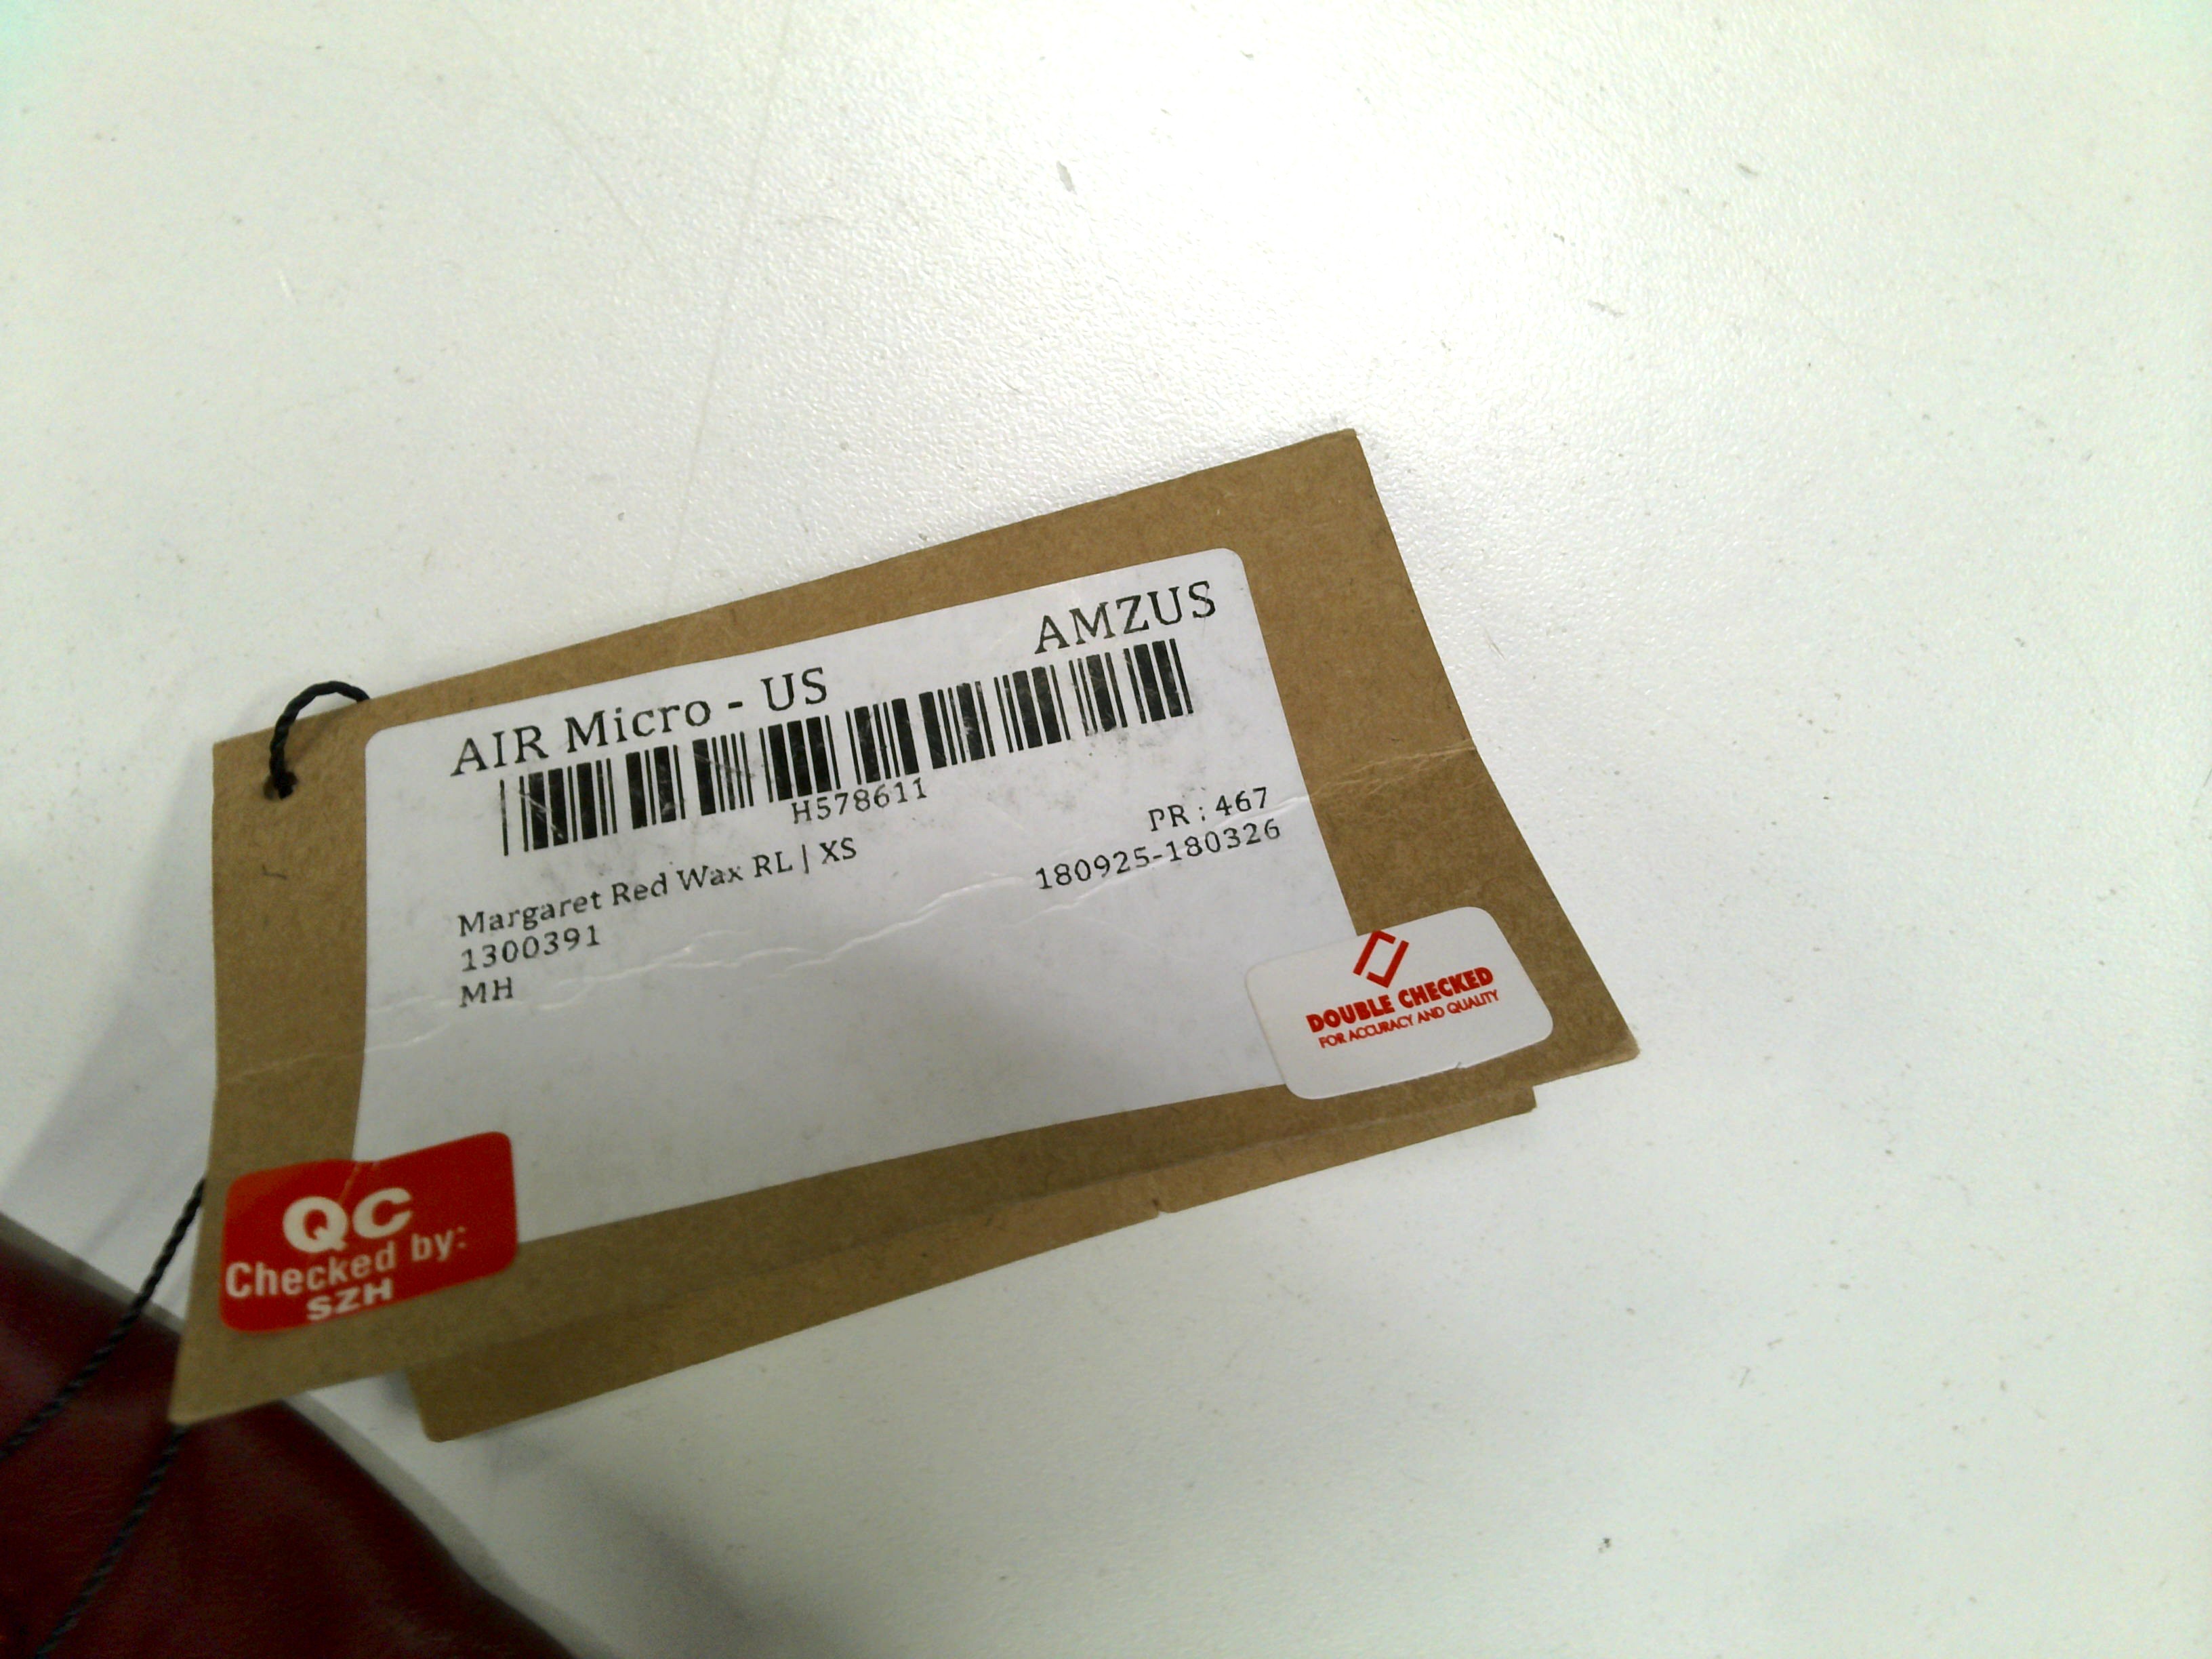 AIR Micro - US
AMZUS
H578611
Margaret Red Wax RL | XS
PR : 467
1300391
180925-180326
MH
DOUBLE CHECKED
FOR ACCURACY AND QUALITY
QC
Checked by:
SZH